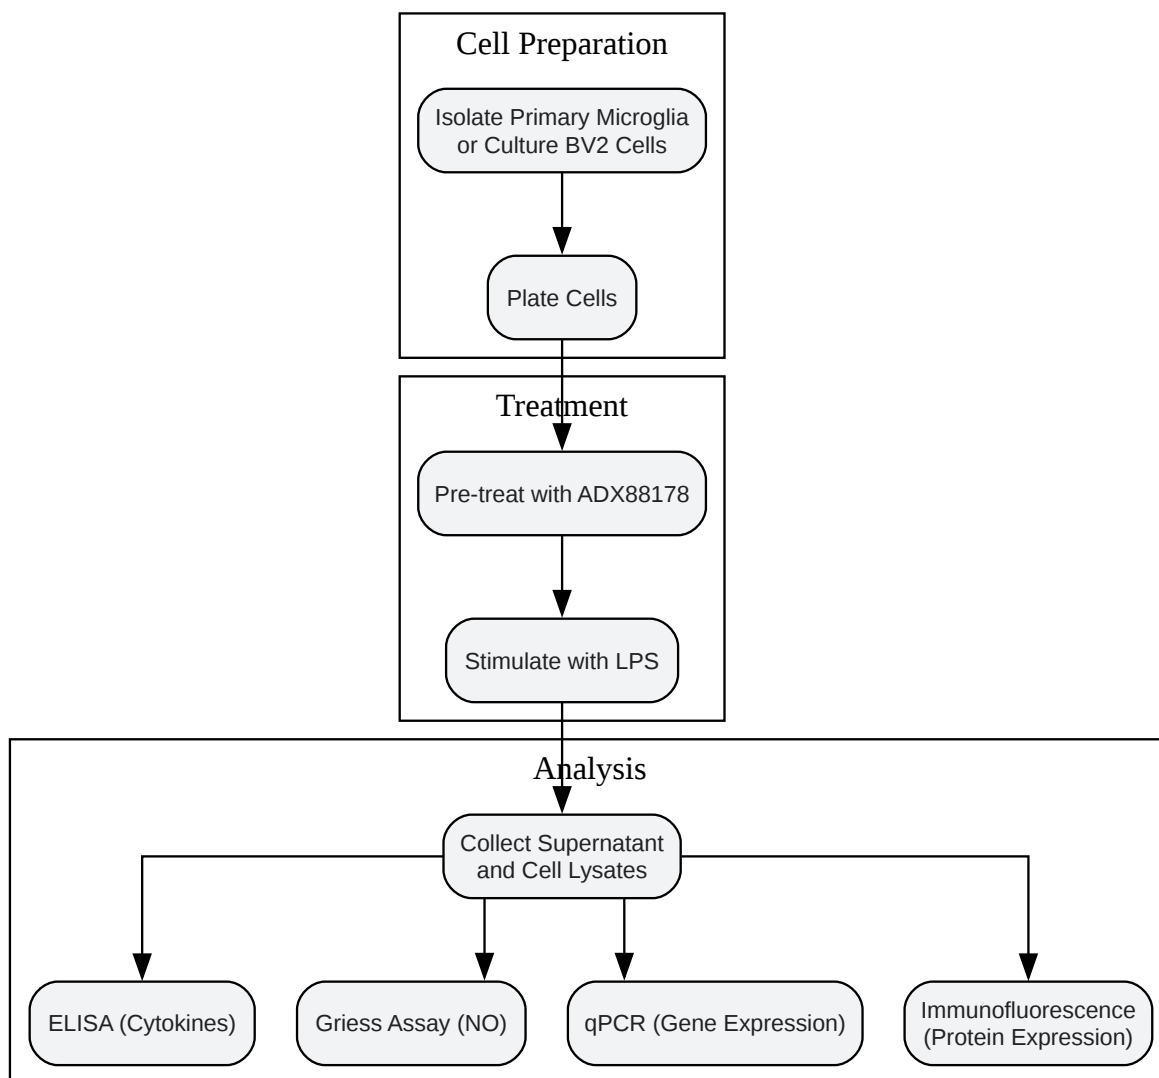 Cell Preparation
Isolate Primary Microglia
or Culture BV2 Cells
Plate Cells
Treatment
Pre-treat with ADX88178
Stimulate with LPS
Analysis
Collect Supernatant
and Cell Lysates
ELISA (Cytokines)
Griess Assay (NO)
qPCR (Gene Expression)
Immunofluorescence
(Protein Expression)